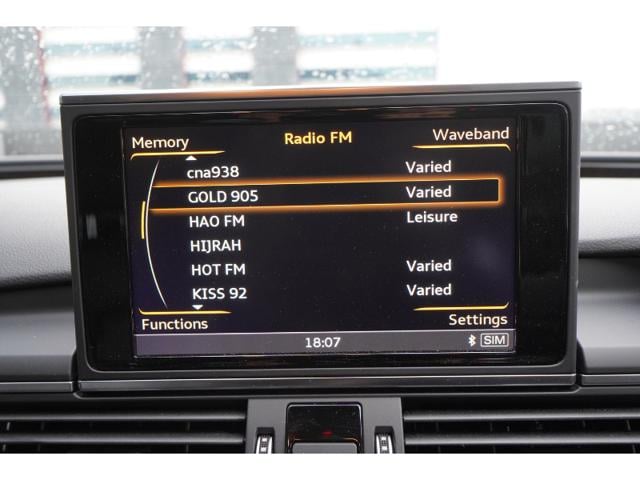 Memory Radio FM Waveband
cna938 Varied
GOLD 905 Varied
HAO FM Leisure
HIJRAH
HOT FM Varied
KISS 92 Varied
Functions Settings
18:07 SIM